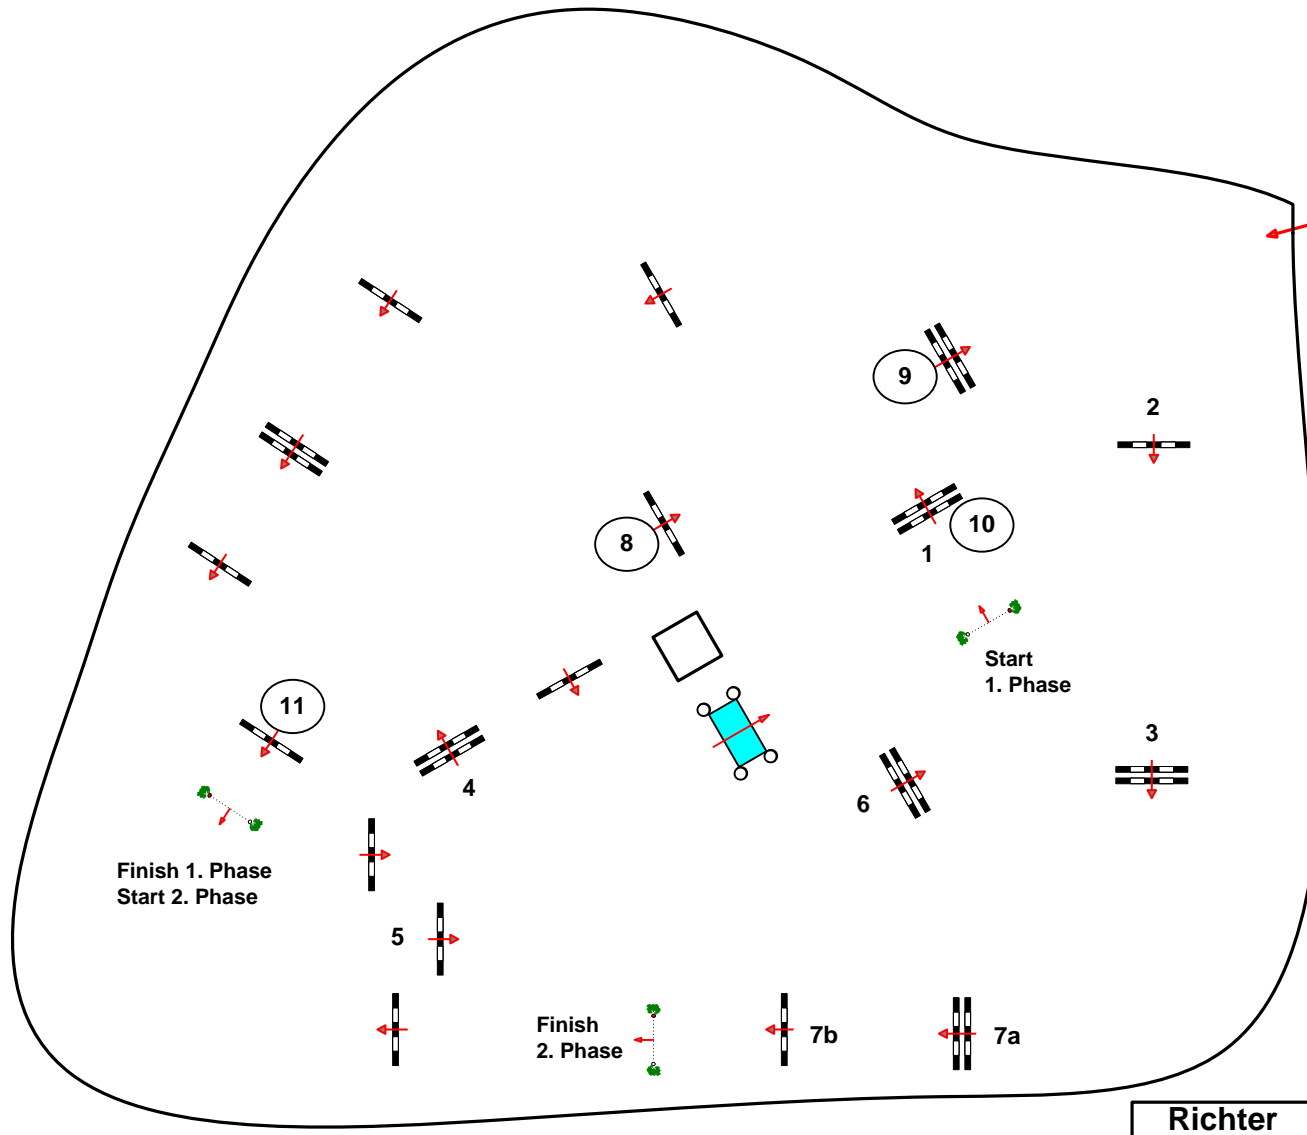 9
2
8
10
1
Start
1. Phase
11
3
4
6
Finish 1. Phase
Start 2. Phase
5
Finish
2. Phase
7b
7a
Richter